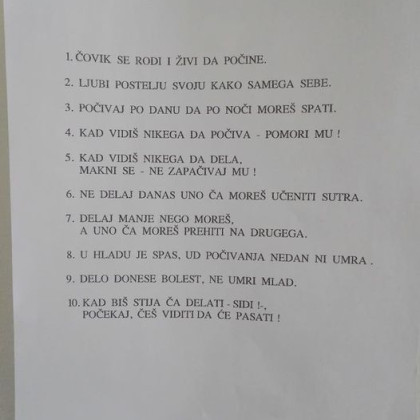 1. ČOVIK SE RODI I ŽIVI DA POČINE.
2. LJUBI POSTELJU SVOJU KAKO SAMEGA SEBE.
3. POČIVAJ PO DANU DA PO NOĆI MOREŠ SPATI.
4. KAD VIDIŠ NIKEGA DA POČIVA - POMORI MU !
5. KAD VIDIŠ NIKEGA DA DELA,
MAKNI SE - NE ZAPAČIVAJ MU !
6. NE DELAJ DANAS UNO ČA MOREŠ UČENITI SUTRA.
7. DELAJ MANJE NEGO MOREŠ,
A UNO ČA MOREŠ PREHITI NA DRUGEGA.
8. U HLADU JE SPAS, UD POČIVANJA NEDAN NI UMRA .
9. DELO DONESE BOLEST, NE UMRI MLAD.
10. KAD BIŠ STIJA ČA DELATI - SIDI !-,
POČEKAJ, ČEŠ VIDITI DA ĆE PASATI !